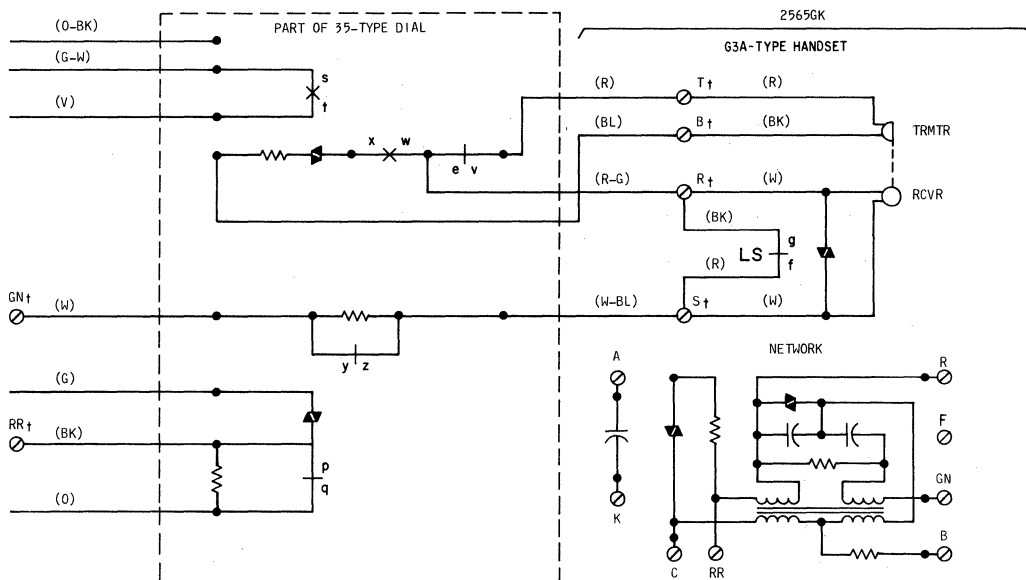 2565GK
(O-BK)
PART OF 35-TYPE DIAL
G3A-TYPE HANDSET
(G-W)
s
(V)
t
(R)
T†
(R)
(BL)
B†
(BK)
TRMTR
x
w
e
v
(R-G)
R†
(W)
RCVR
(BK)
g
LS
f
(R)
GN†
(W)
(W-BL)
S†
(W)
y
z
NETWORK
A
R
(G)
F
RR†
(BK)
p
q
GN
(O)
K
B
C
RR